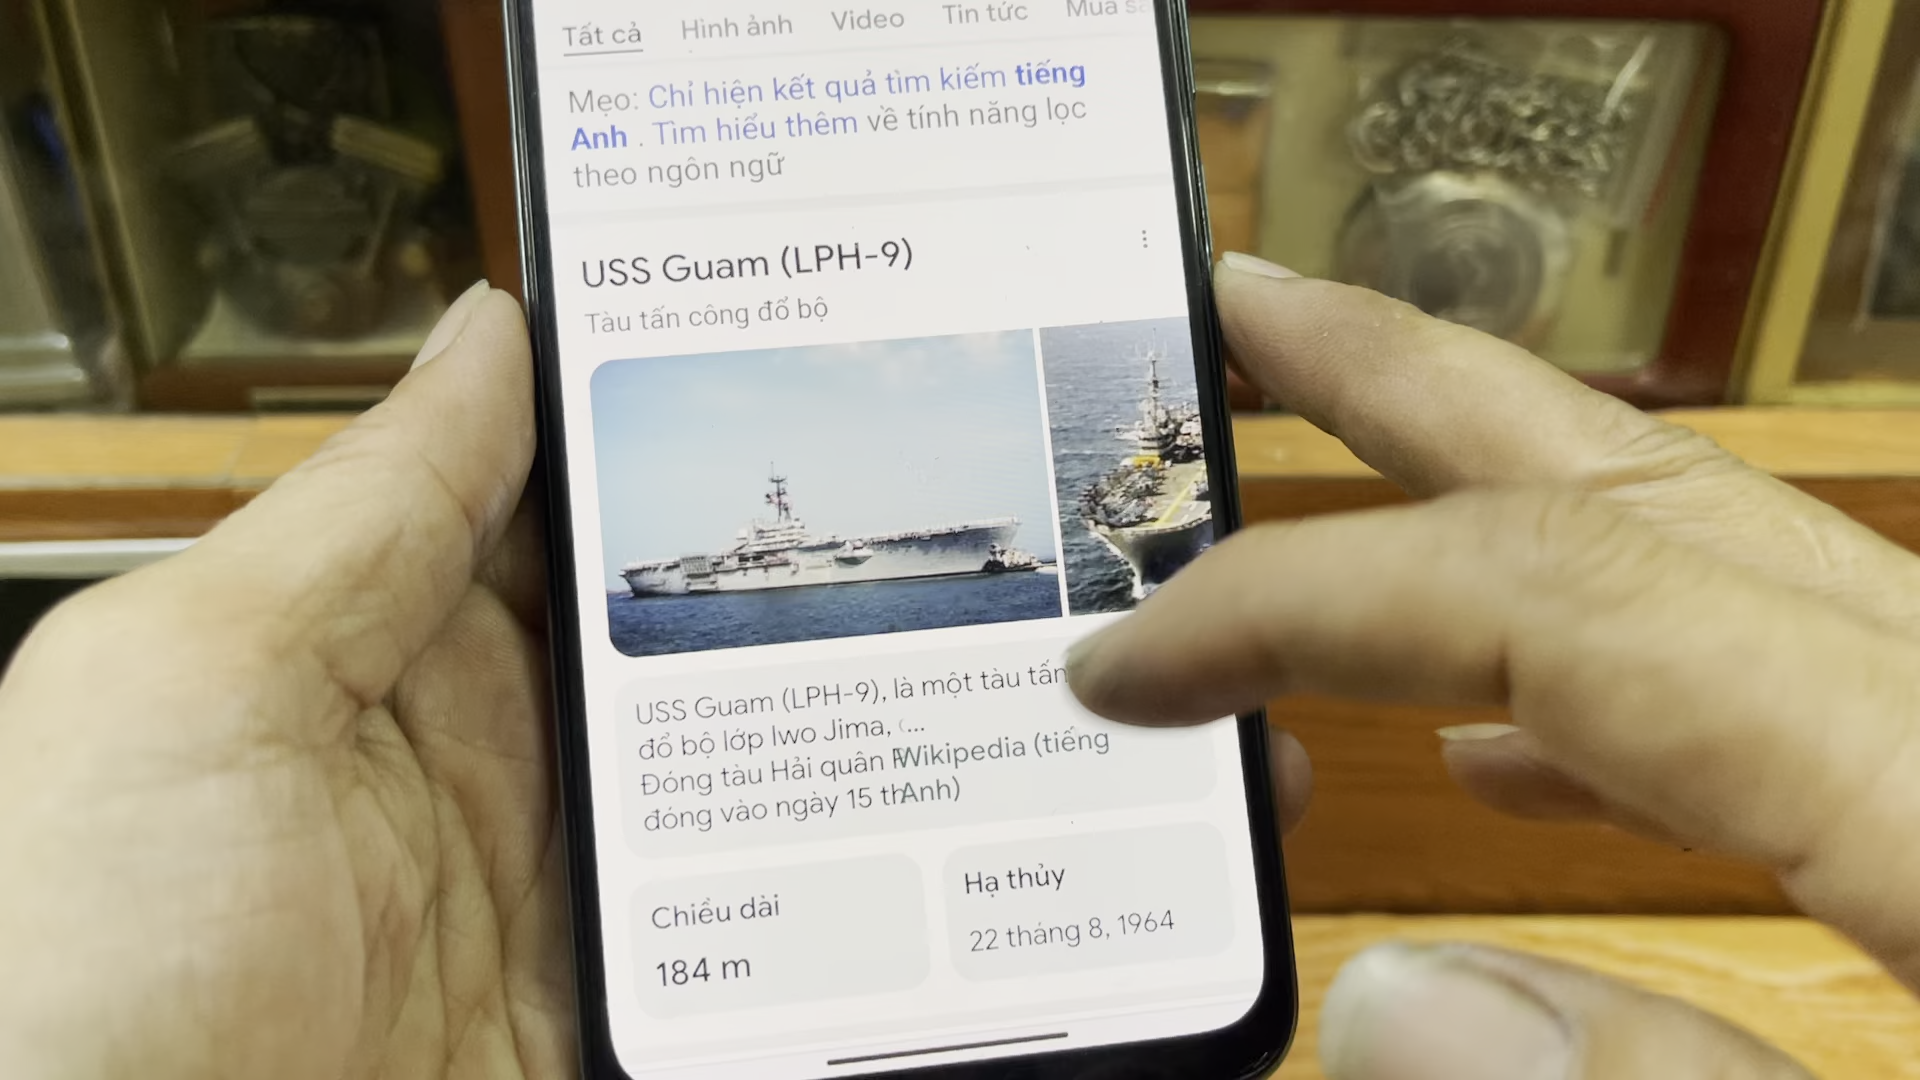 Tất cả Hình ảnh Video Tin tức Mua
Mẹo: Chỉ hiện kết quả tìm kiếm tiếng
Anh . Tìm hiểu thêm về tính năng lọc
theo ngôn ngữ
USS Guam (LPH-9)
Tàu tấn công đổ bộ
USS Guam (LPH-9), là một tàu tấn
đổ bộ lớp Iwo Jima, (...
Đóng tàu Hải quân Wikipedia (tiếng
đóng vào ngày 15 Anh)
Chiều dài
184 m
Hạ thủy
22 tháng 8, 1964